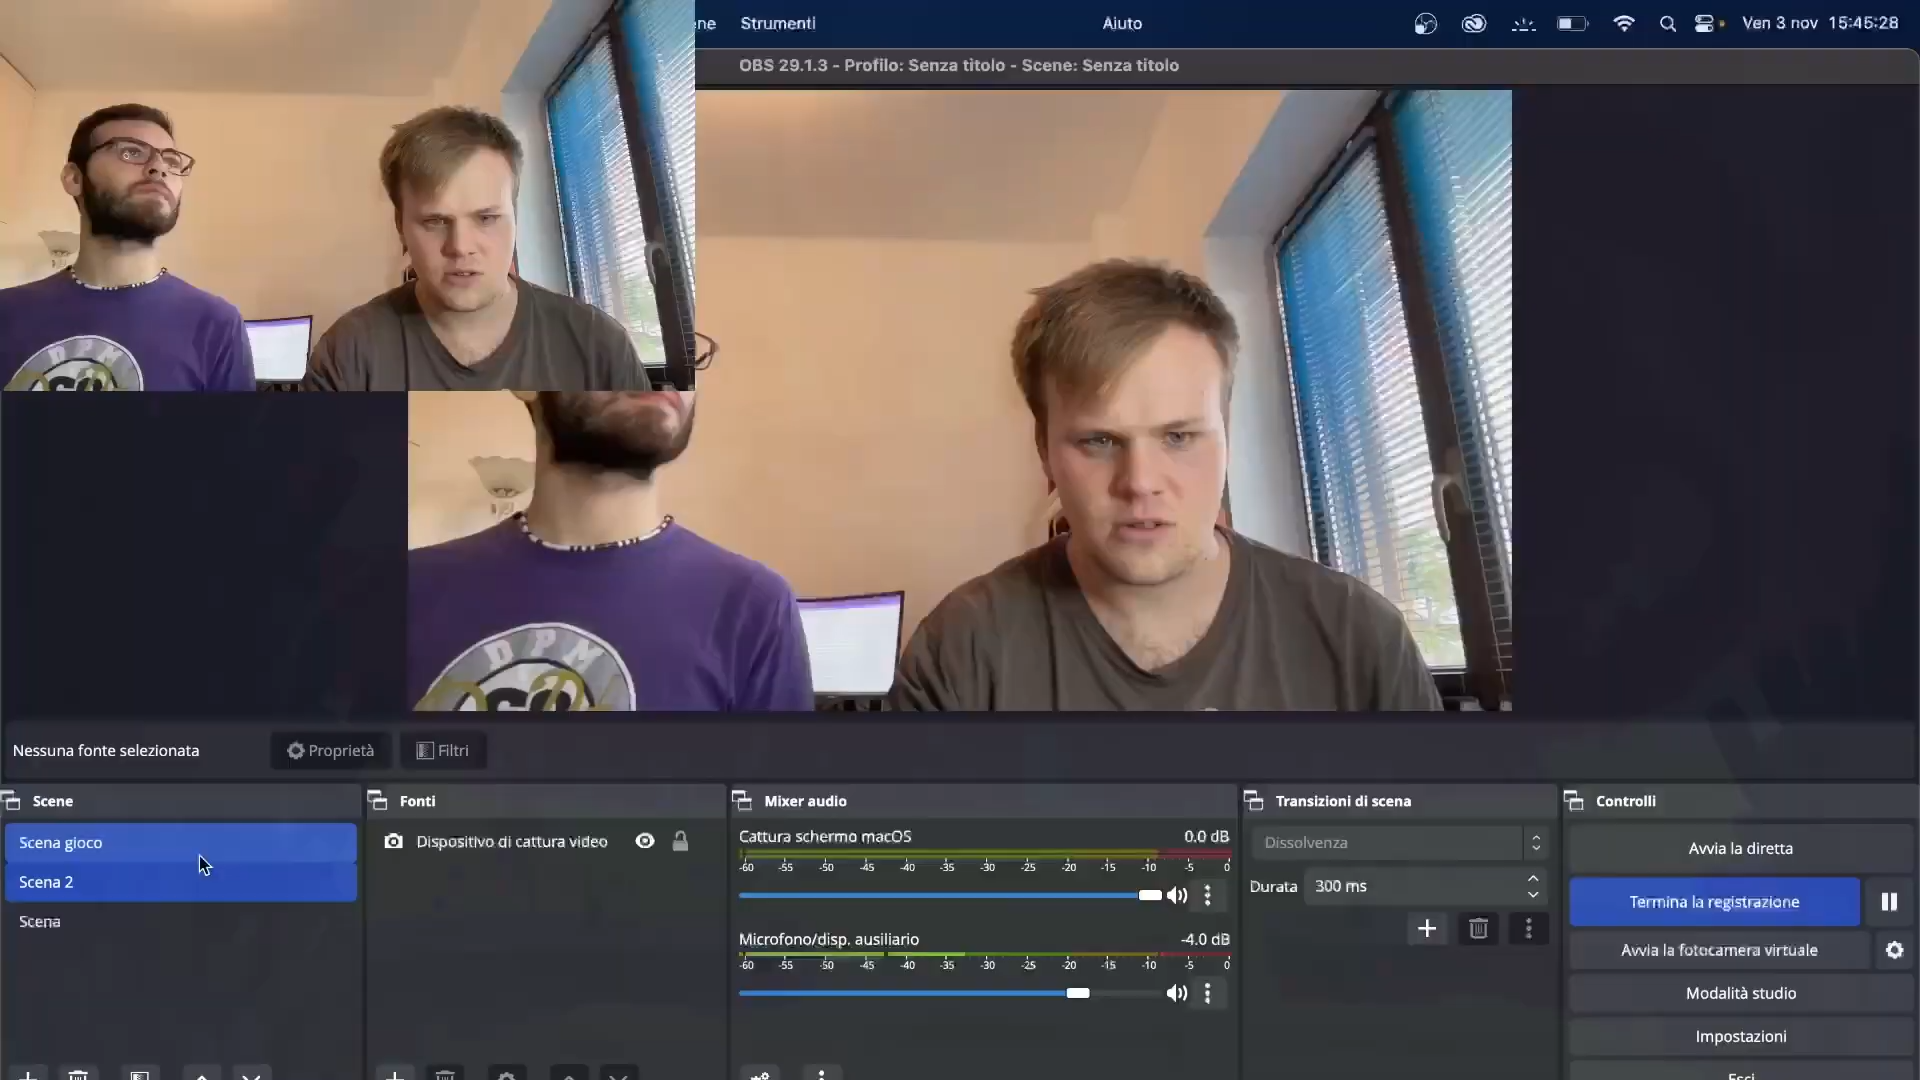 ne Strumenti Aiuto Ven 3 nov 15:45:28
OBS 29.1.3 - Profilo: Senza titolo - Scene: Senza titolo
DPM
DPM
Nessuna fonte selezionata Proprietà Filtri
Scene
Scena gioco
Scena 2
Scena
Fonti
Dispositivo di cattura video
Mixer audio
Cattura schermo macOS 0.0 dB
-60 -55 -50 -45 -40 -35 -30 -25 -20 -15 -10 -5 0
Microfono/disp. ausiliario -4.0 dB
-60 -55 -50 -45 -40 -35 -30 -25 -20 -15 -10 -5 0
Transizioni di scena
Dissolvenza
Durata 300 ms
Controlli
Avvia la diretta
Termina la registrazione
Avvia la fotocamera virtuale
Modalità studio
Impostazioni
Esci